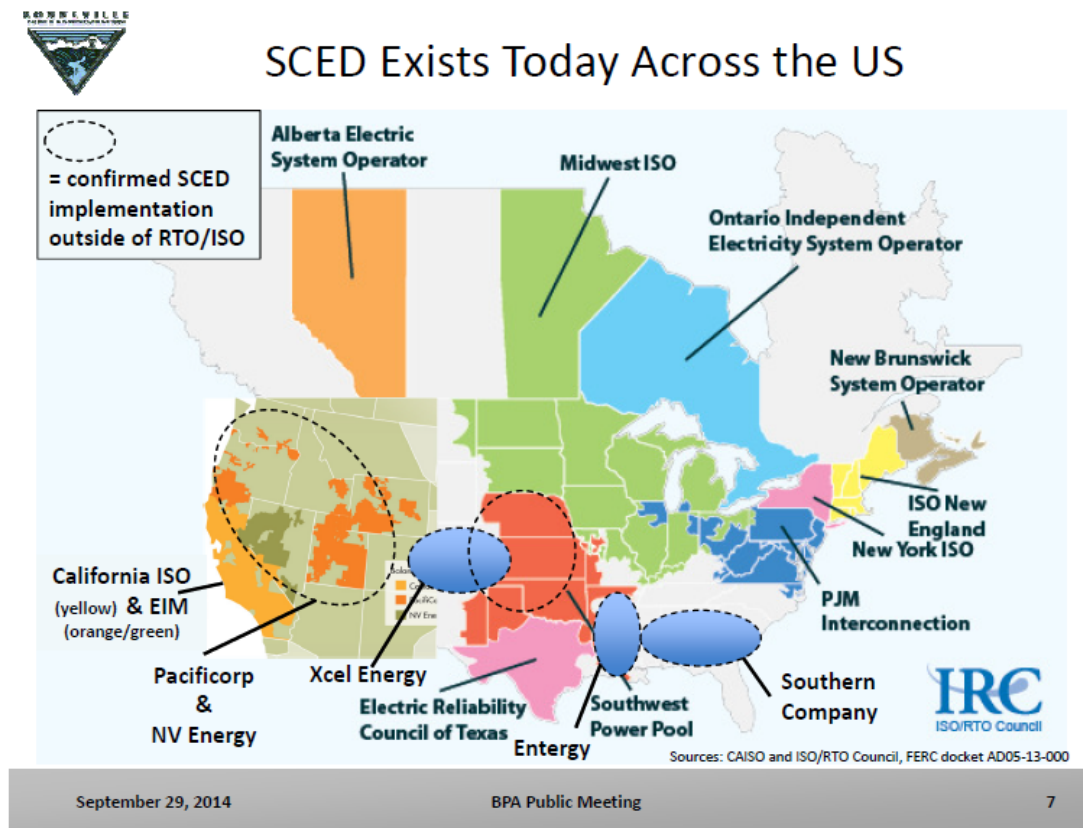 BONNEVILLE
SCED Exists Today Across the US
= confirmed SCED
implementation
outside of RTO/ISO
Alberta Electric
System Operator
Midwest ISO
Ontario Independent
Electricity System Operator
New Brunswick
System Operator
ISO New
England
New York ISO
PJM
Interconnection
California ISO
(yellow) & EIM
(orange/green)
Pacificorp
&
NV Energy
Xcel Energy
Electric Reliability
Council of Texas
Entergy
Southwest
Power Pool
Southern
Company
NV Ene
IRC
ISO/RTO Council
Sources: CAISO and ISO/RTO Council, FERC docket AD05-13-000
September 29, 2014
BPA Public Meeting
7